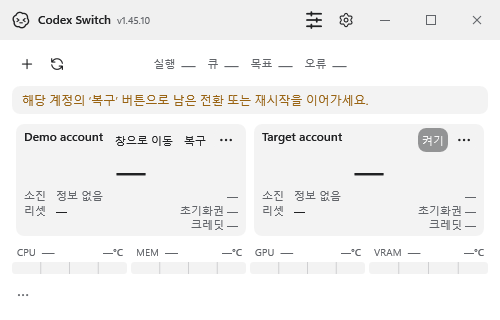 Codex Switch v1.45.10
실행 — 큐 — 목표 — 오류 —
해당 계정의 '복구' 버튼으로 남은 전환 또는 재시작을 이어가세요.
Demo account 창으로 이동 복구 ...
—
소진 정보 없음 —
리셋 — 초기화권 —
크레딧 —
Target account 켜기 ...
—
소진 정보 없음 —
리셋 — 초기화권 —
크레딧 —
CPU — —°C MEM — —°C GPU — —°C VRAM — —°C
...